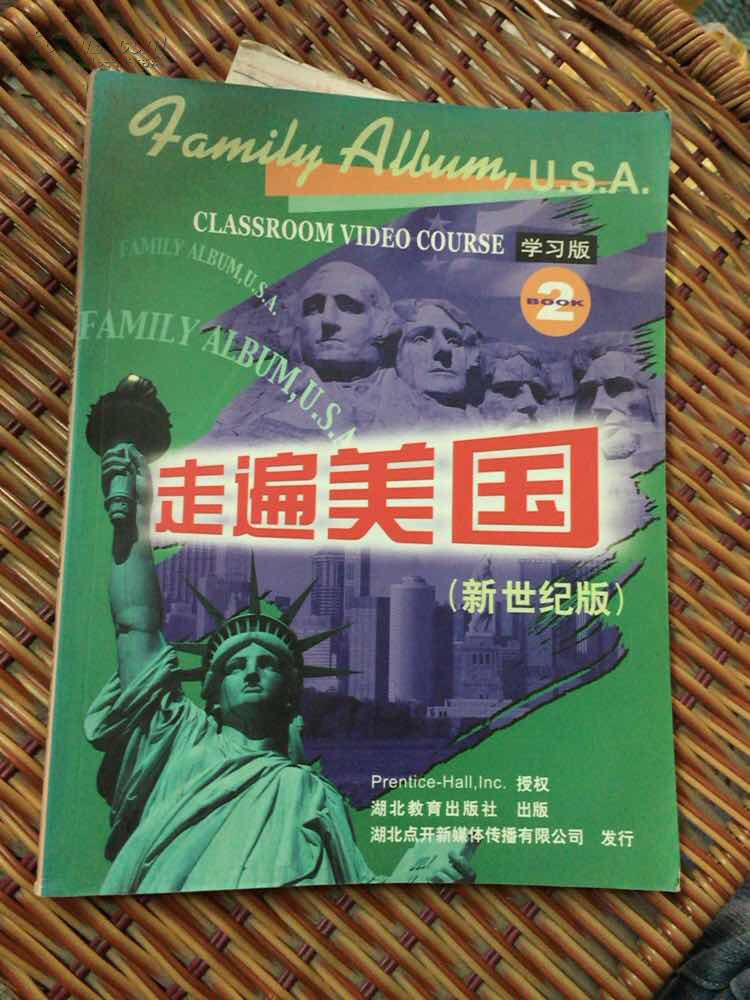 Family Album, U.S.A.
CLASSROOM VIDEO COURSE 学习版
FAMILY ALBUM,U.S.A.
2
BOOK
FAMILY ALBUM,U.S.A
走遍美国
（新世纪版）
Prentice-Hall,Inc. 授权
湖北教育出版社 出版
湖北点开新媒体传播有限公司 发行